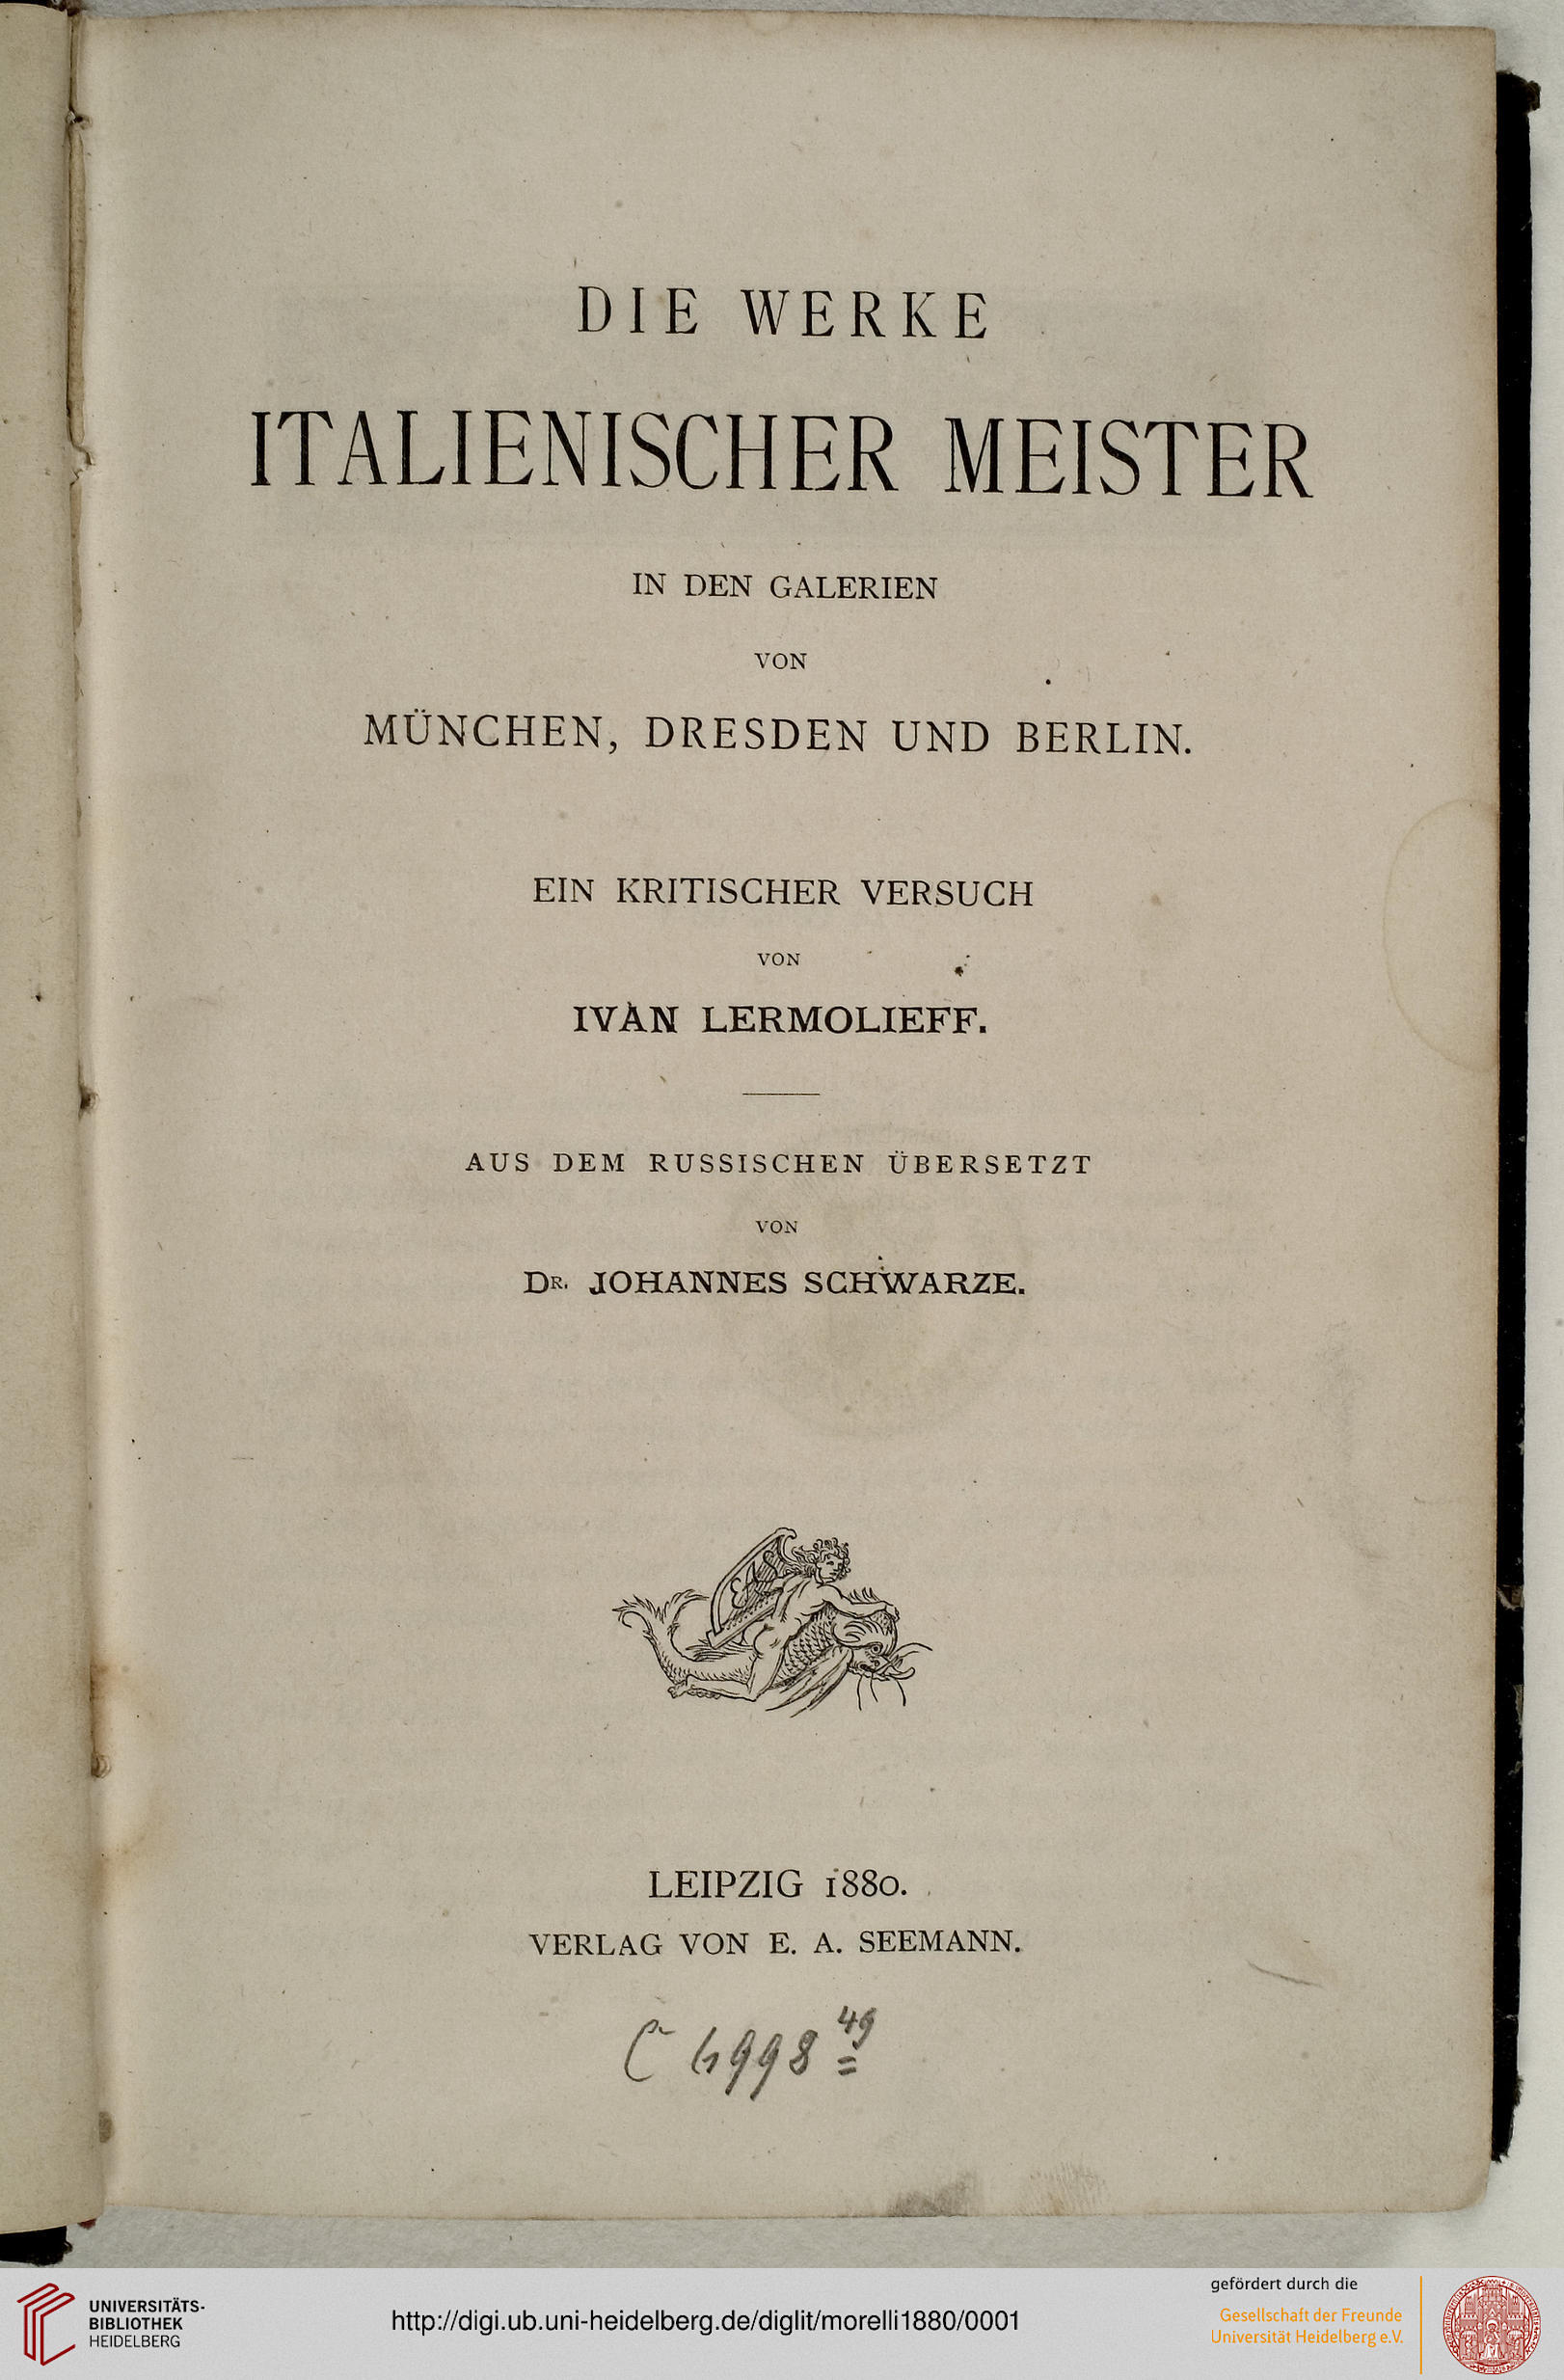 DIE WERKE
ITALIENISCHER MEISTER
IN DEN GALERIEN
VON
MÜNCHEN, DRESDEN UND BERLIN.
EIN KRITISCHER VERSUCH
VON
IVAN LERMOLIEFF.
AUS DEM RUSSISCHEN ÜBERSETZT
VON
DR. JOHANNES SCHWARZE.
LEIPZIG 1880.
VERLAG VON E. A. SEEMANN.
C 4998 49
UNIVERSITÄTS-
BIBLIOTHEK
HEIDELBERG
http://digi.ub.uni-heidelberg.de/diglit/morelli1880/0001
gefördert durch die
Gesellschaft der Freunde
Universität Heidelberg e.V.